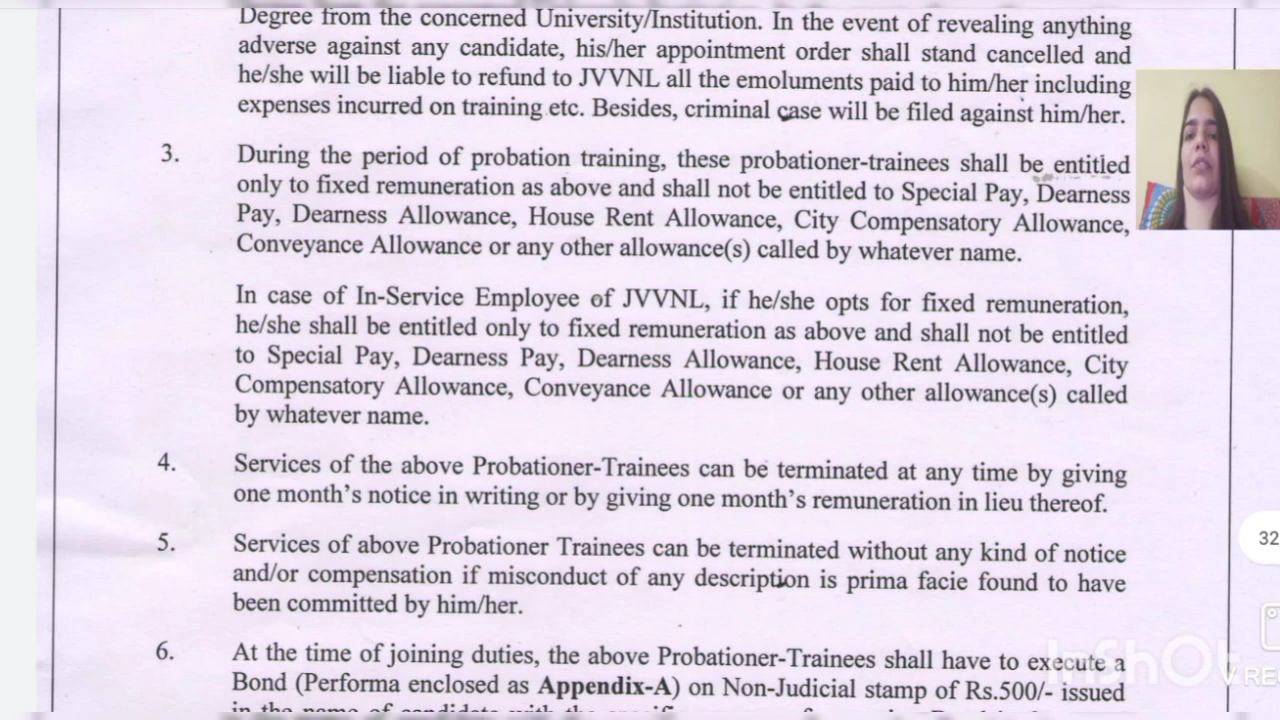 Degree from the concerned University/Institution. In the event of revealing anything
adverse against any candidate, his/her appointment order shall stand cancelled and
he/she will be liable to refund to JVVNL all the emoluments paid to him/her including
expenses incurred on training etc. Besides, criminal case will be filed against him/her.
3. During the period of probation training, these probationer-trainees shall be entitled
only to fixed remuneration as above and shall not be entitled to Special Pay, Dearness
Pay, Dearness Allowance, House Rent Allowance, City Compensatory Allowance,
Conveyance Allowance or any other allowance(s) called by whatever name.
In case of In-Service Employee of JVVNL, if he/she opts for fixed remuneration,
he/she shall be entitled only to fixed remuneration as above and shall not be entitled
to Special Pay, Dearness Pay, Dearness Allowance, House Rent Allowance, City
Compensatory Allowance, Conveyance Allowance or any other allowance(s) called
by whatever name.
4. Services of the above Probationer-Trainees can be terminated at any time by giving
one month's notice in writing or by giving one month's remuneration in lieu thereof.
32
5. Services of above Probationer Trainees can be terminated without any kind of notice
and/or compensation if misconduct of any description is prima facie found to have
been committed by him/her.
6. At the time of joining duties, the above Probationer-Trainees shall have to execute a
Bond (Performa enclosed as Appendix-A) on Non-Judicial stamp of Rs.500/- issued
in the name of candidate with the
InShOt